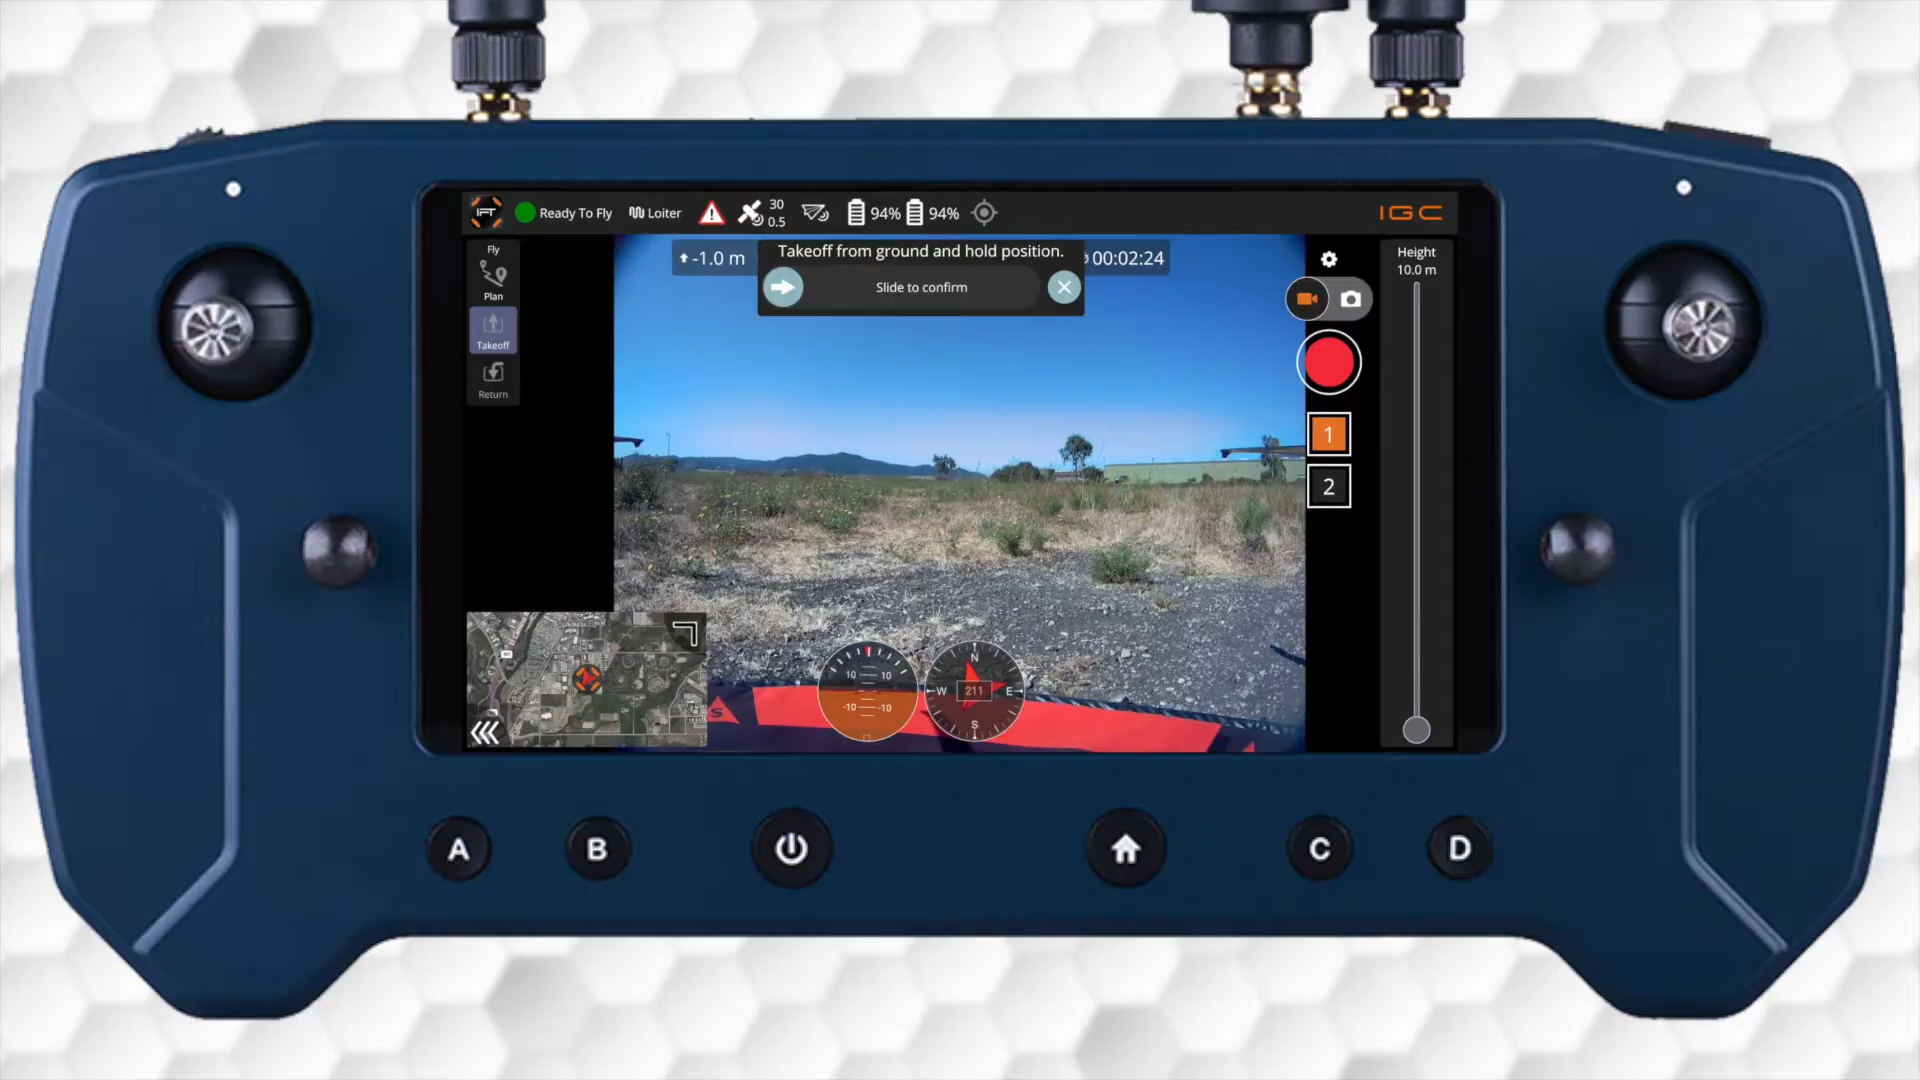 IFT
Ready To Fly
Loiter
30
0.5
94%
94%
IGC
Fly
Plan
Takeoff
Return
-1.0 m
Takeoff from ground and hold position.
Slide to confirm
00:02:24
Height
10.0 m
1
2
10
10
-10
-10
N
W
211
E
S
S
A
B
C
D